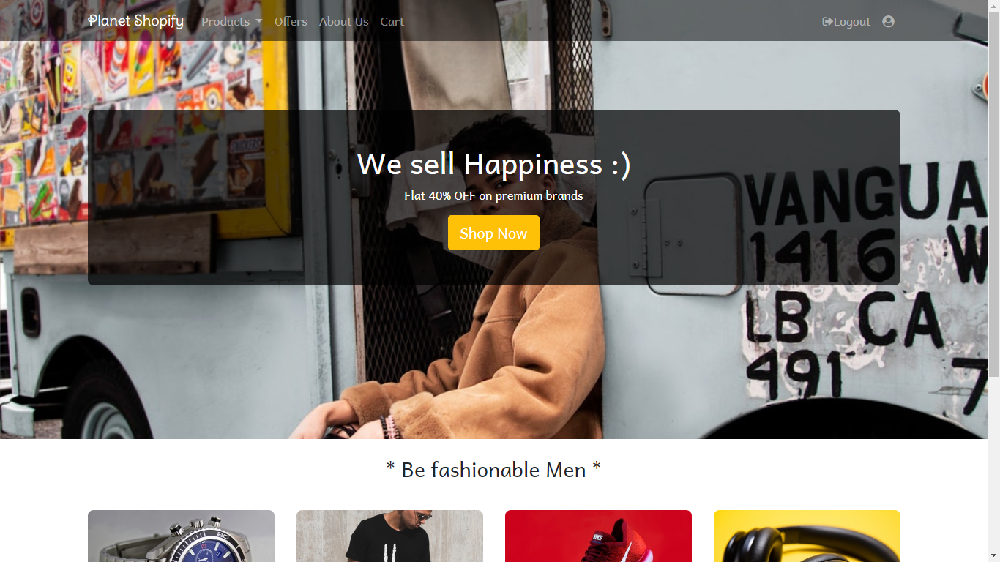 Planet Shopify Products Offers About Us Cart Logout
We sell Happiness :)
Flat 40% OFF on premium brands
Shop Now
VANGUA
1416 W
LB CA
491 7
* Be fashionable Men *